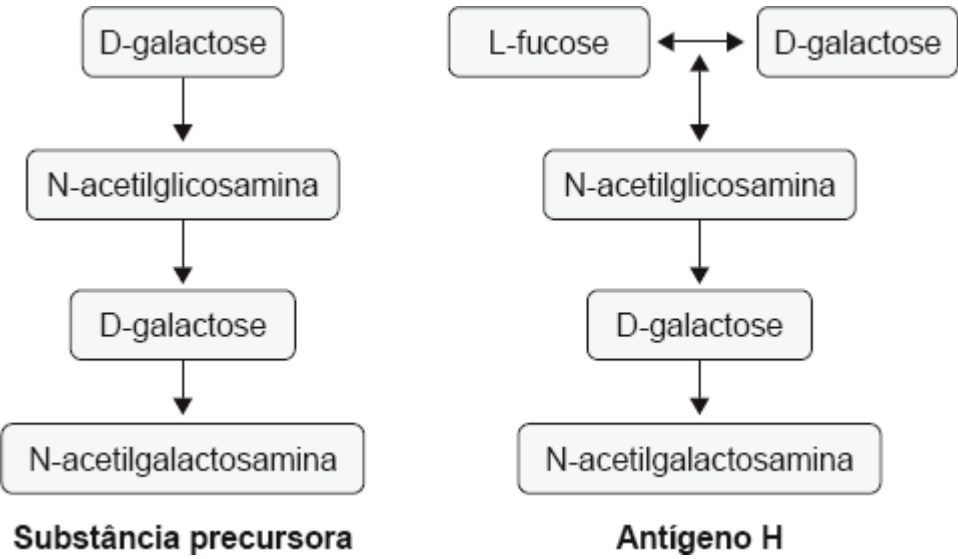 D-galactose
N-acetilglicosamina
D-galactose
N-acetilgalactosamina
Substância precursora
L-fucose
D-galactose
N-acetilglicosamina
D-galactose
N-acetilgalactosamina
Antígeno H